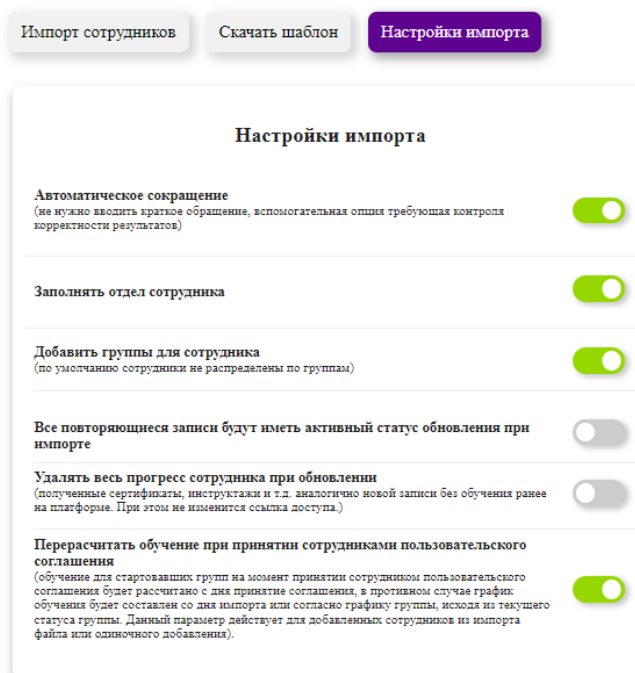 Импорт сотрудников
Скачать шаблон
Настройки импорта
Настройки импорта
Автоматическое сокращение
(не нужно вводить краткое обращение, вспомогательная опция требующая контроля
корректности результатов)
Заполнять отдел сотрудника
Добавить группы для сотрудника
(по умолчанию сотрудники не распределены по группам)
Все повторяющиеся записи будут иметь активный статус обновления при
импорте
Удалять весь прогресс сотрудника при обновлении
(полученные сертификаты, инструктажи и т.д. аналогично новой записи без обучения ранее
на платформе. При этом не изменится ссылка доступа.)
Перерасчитать обучение при принятии сотрудниками пользовательского
соглашения
(обучение для стартовавших групп на момент принятии сотрудником пользовательского
соглашения будет рассчитано с дня принятие соглашения, в противном случае график
обучения будет составлен со дня импорта или согласно графику группы, исходя из текущего
статуса группы. Данный параметр действует для добавленных сотрудников из импорта
файла или одиночного добавления).